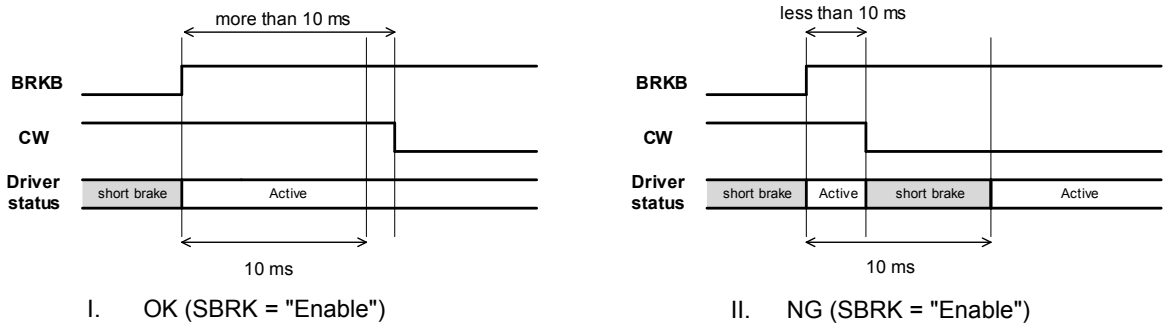 more than 10 ms
BRKB
CW
Driver
status
short brake
Active
10 ms
I. OK (SBRK = "Enable")
less than 10 ms
BRKB
CW
Driver
status
short brake
Active
short brake
Active
10 ms
II. NG (SBRK = "Enable")